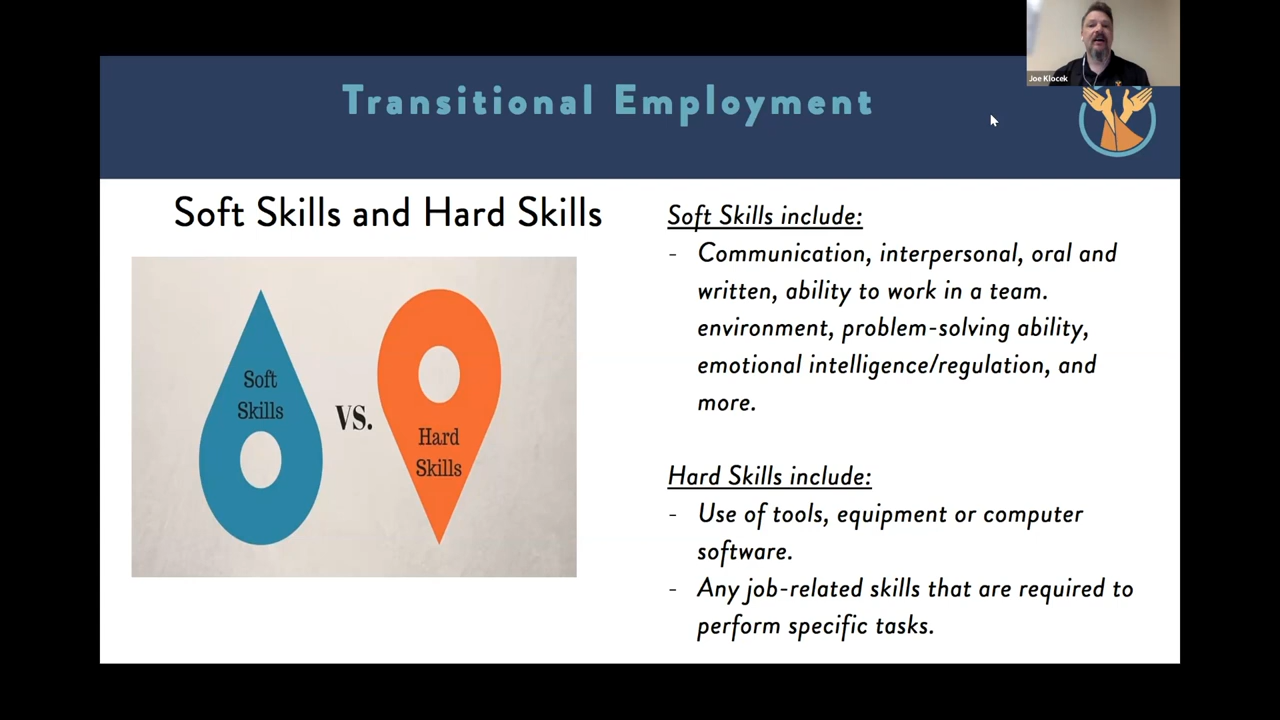 Transitional Employment
Joe Klocek
Soft Skills and Hard Skills
Soft
Skills
VS.
Hard
Skills
Soft Skills include:
- Communication, interpersonal, oral and
written, ability to work in a team.
environment, problem-solving ability,
emotional intelligence/regulation, and
more.
Hard Skills include:
- Use of tools, equipment or computer
software.
- Any job-related skills that are required to
perform specific tasks.